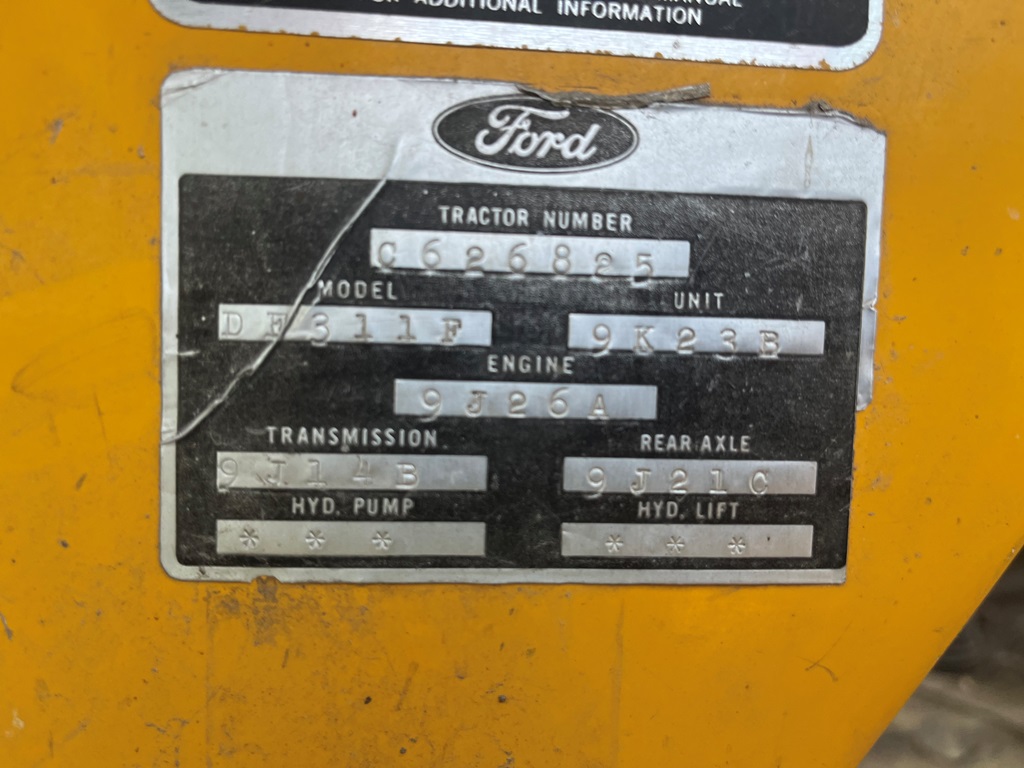 MANUAL
ADDITIONAL INFORMATION
Ford
TRACTOR NUMBER
C626825
MODEL UNIT
DF311F 9K23B
ENGINE
9J26A
TRANSMISSION REAR AXLE
9J14B 9J21C
HYD. PUMP HYD. LIFT
* * * * * *